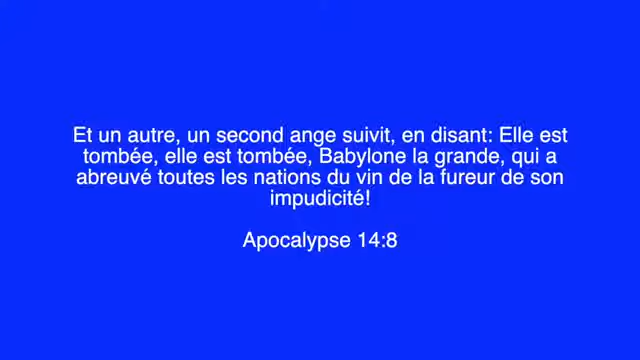 Et un autre, un second ange suivit, en disant: Elle est
tombée, elle est tombée, Babylone la grande, qui a
abreuvé toutes les nations du vin de la fureur de son
impudicité!
Apocalypse 14:8